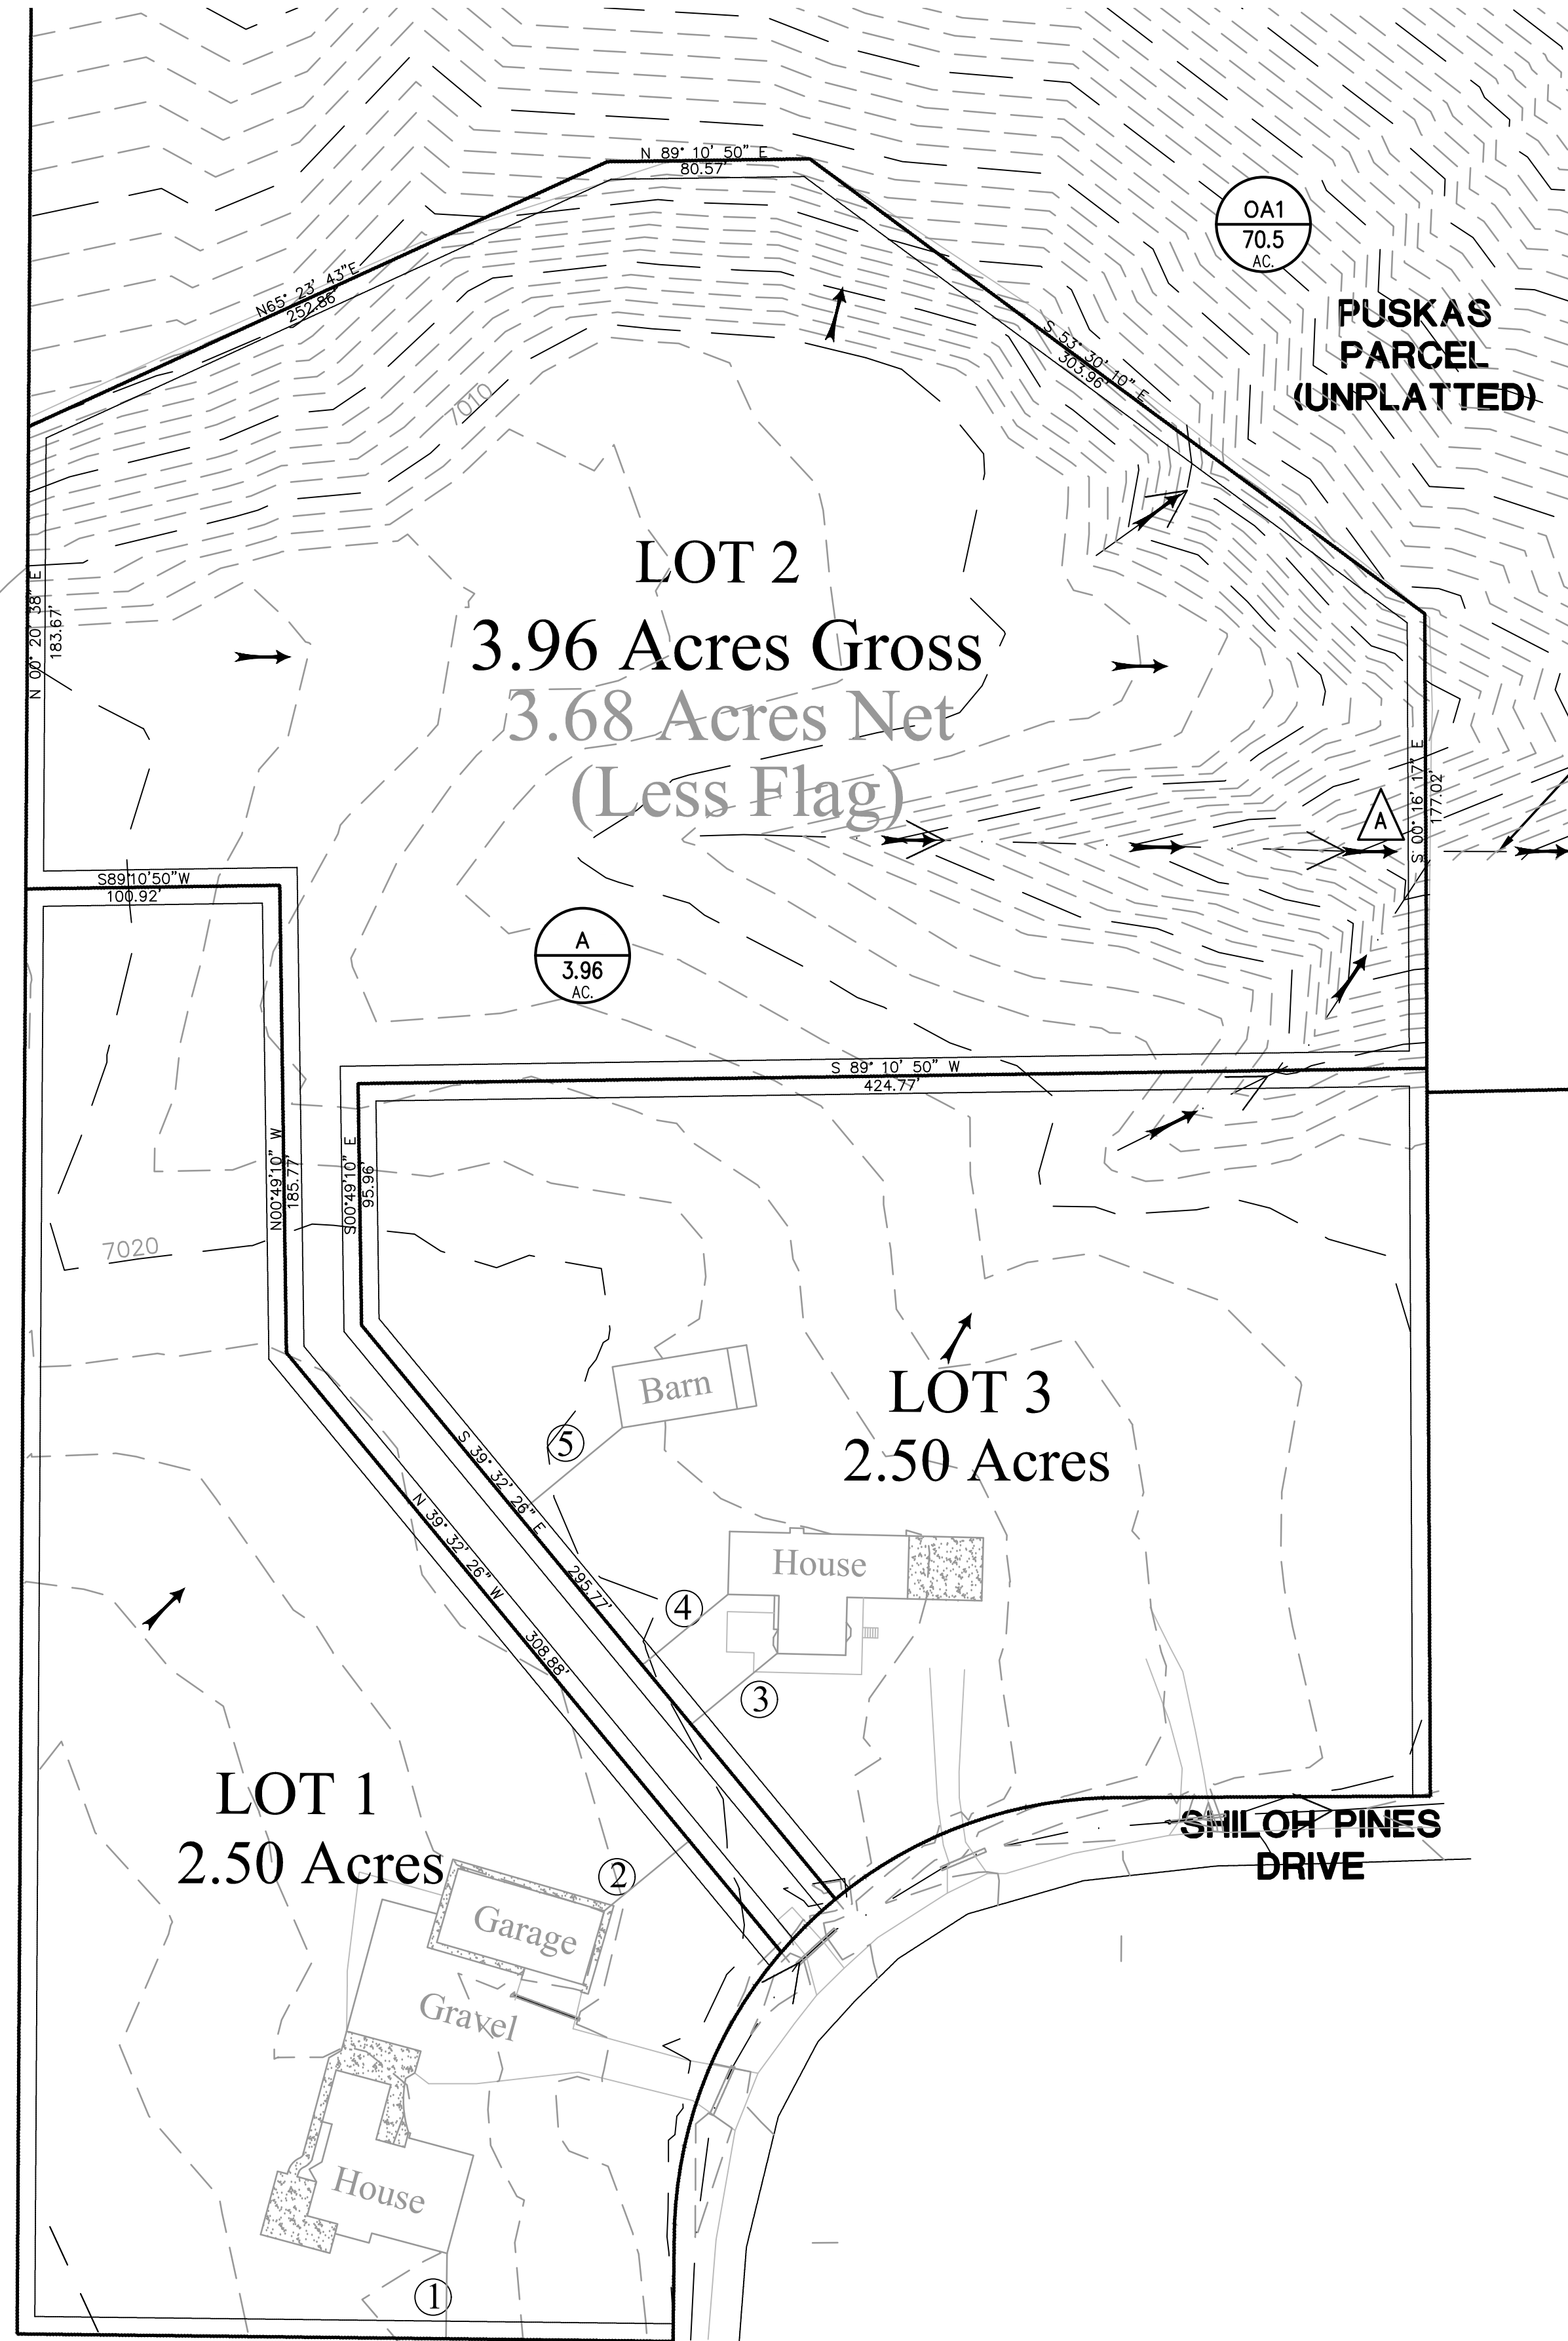 N 89° 10' 50" E
80.57'
OA1
70.5
AC.
PUSKAS
PARCEL
(UNPLATTED)
N65° 23' 43"E
252.86'
S 53° 30' 10" E
303.96'
7010
LOT 2
3.96 Acres Gross
3.68 Acres Net
(Less Flag)
N 00° 20' 38" E
183.67'
S 00° 16' 17" E
177.02'
A
S89°10'50"W
100.92'
A
3.96
AC.
S 89° 10' 50" W
424.77'
N00°49'10" W
185.77'
S00°49'10" E
95.96'
7020
Barn
LOT 3
2.50 Acres
5
S 39° 32' 26" E
295.77'
N 39° 32' 26" W
308.88'
House
4
3
LOT 1
2.50 Acres
SHILOH PINES
DRIVE
2
Garage
Gravel
House
1